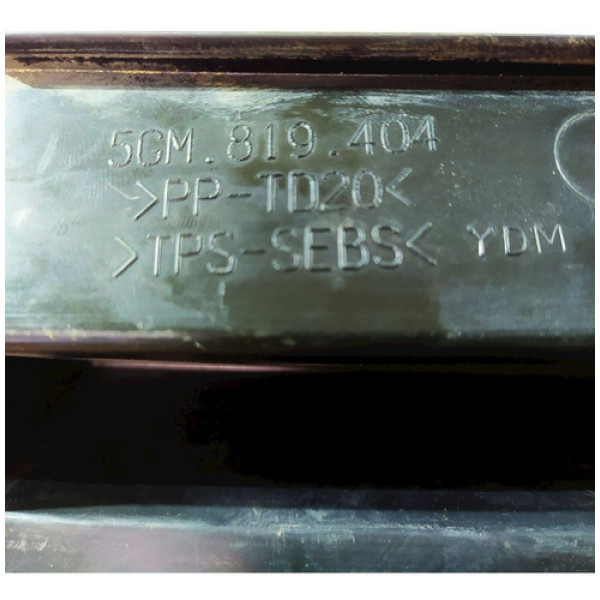 5GM.819.404
>PP-TD20<
>TPS-SEBS< YDM